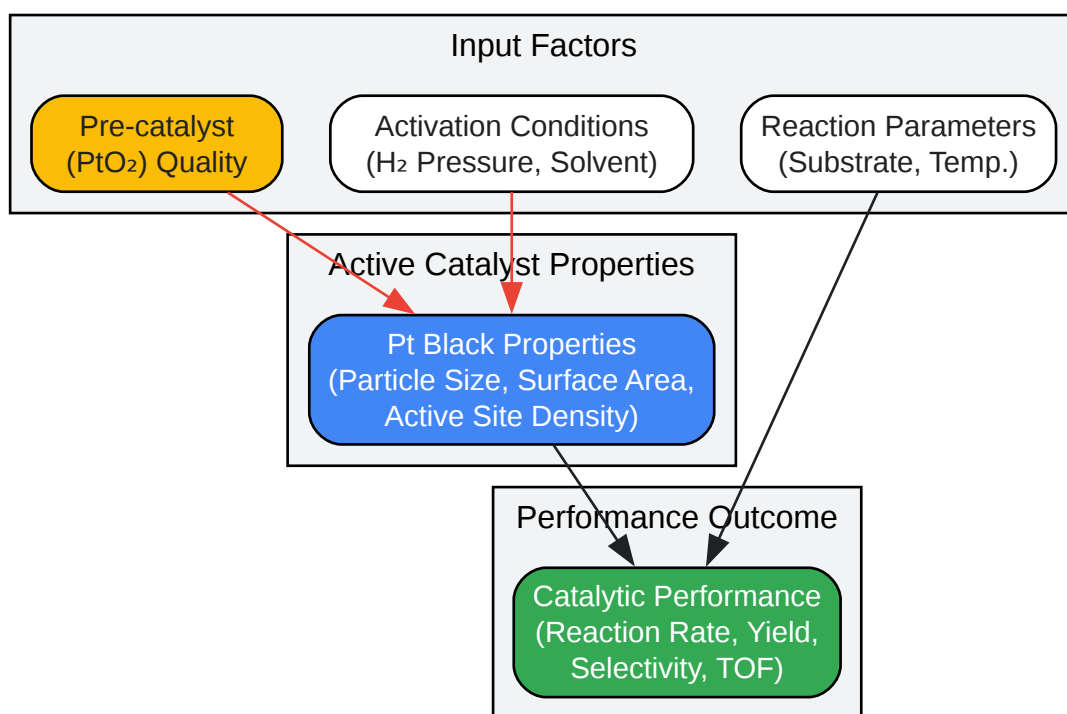 Input Factors
Pre-catalyst
(PtO₂) Quality
Activation Conditions
(H₂ Pressure, Solvent)
Reaction Parameters
(Substrate, Temp.)
Active Catalyst Properties
Pt Black Properties
(Particle Size, Surface Area,
Active Site Density)
Performance Outcome
Catalytic Performance
(Reaction Rate, Yield,
Selectivity, TOF)